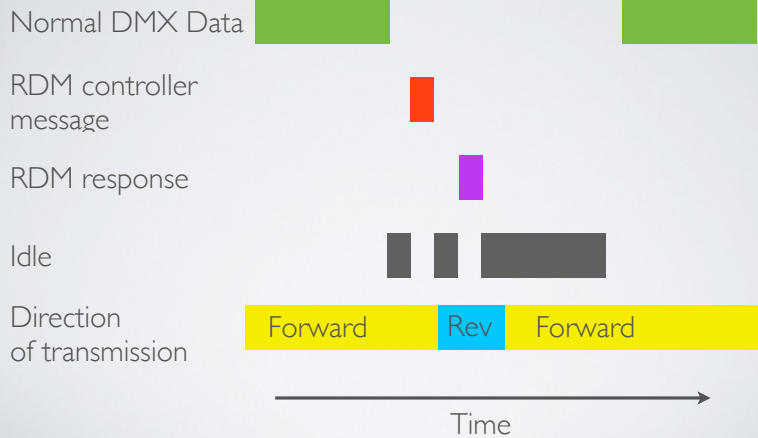 Normal DMX Data
RDM controller
message
RDM response
Idle
Direction
of transmission
Forward
Rev
Forward
Time